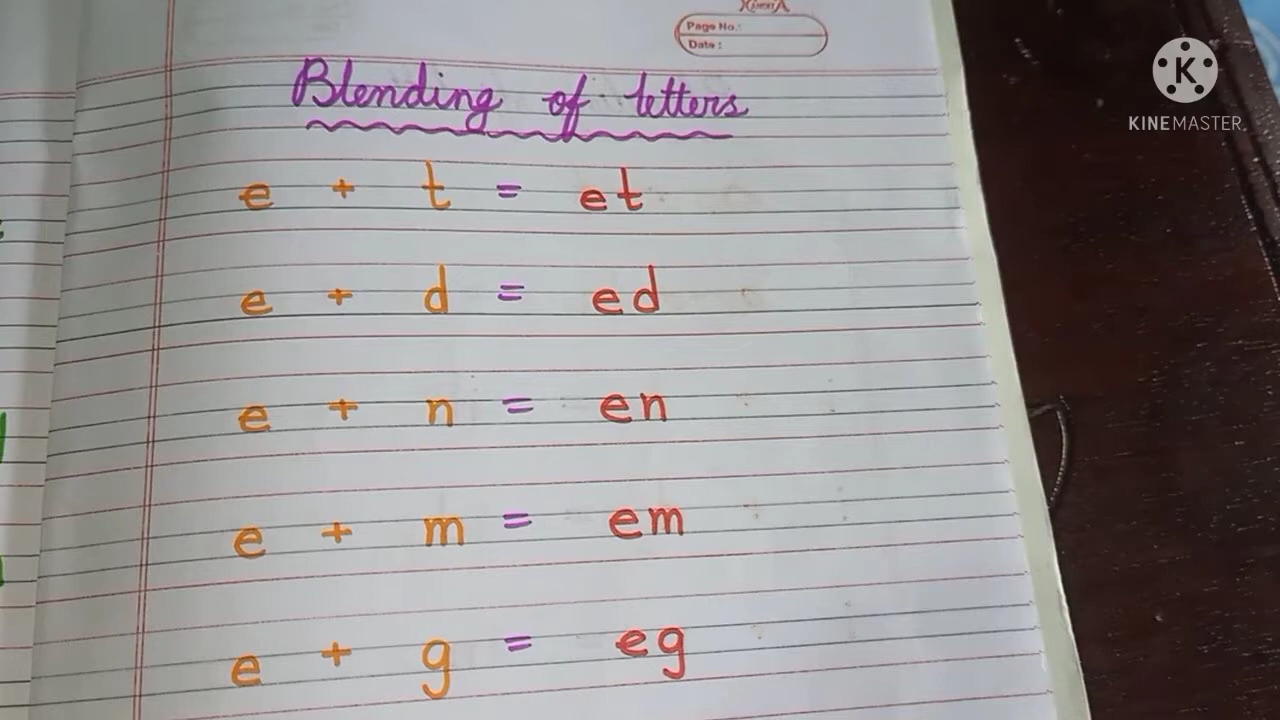 Page No.:
Date :
Blending of letters
e + t = et
e + d = ed
e + n = en
e + m = em
e + g = eg
K
KINEMASTER